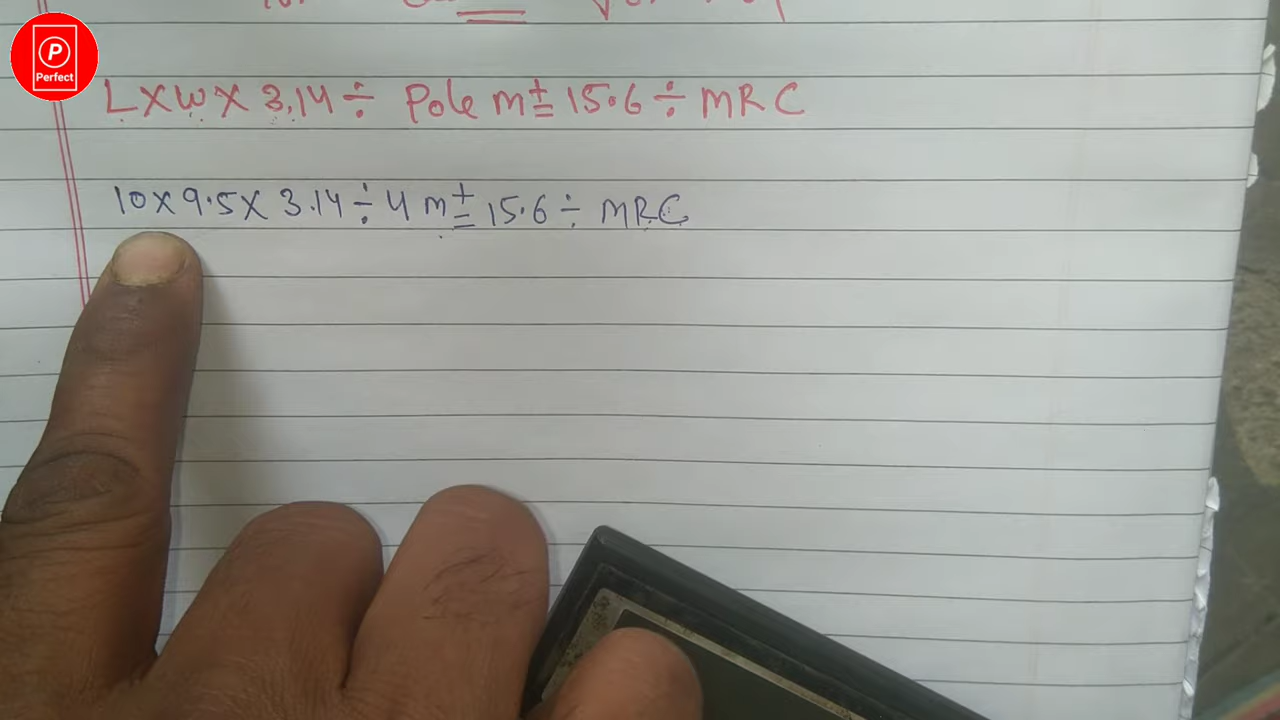 P
Perfect
L X W X 3.14 ÷ Pole M± 15.6 ÷ MRC
10 X 9.5 X 3.14 ÷ 4 M± 15.6 ÷ MRC